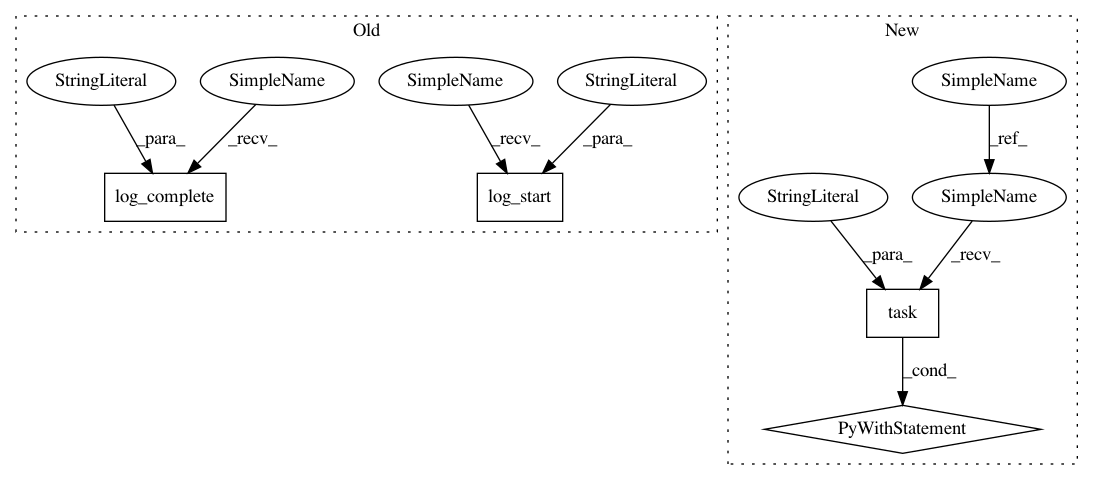 Old
New
StringLiteral
SimpleName
SimpleName
StringLiteral
SimpleName
_para_
_recv_
_recv_
_para_
_ref_
log_complete
log_start
StringLiteral
SimpleName
_para_
_recv_
task
_cond_
PyWithStatement